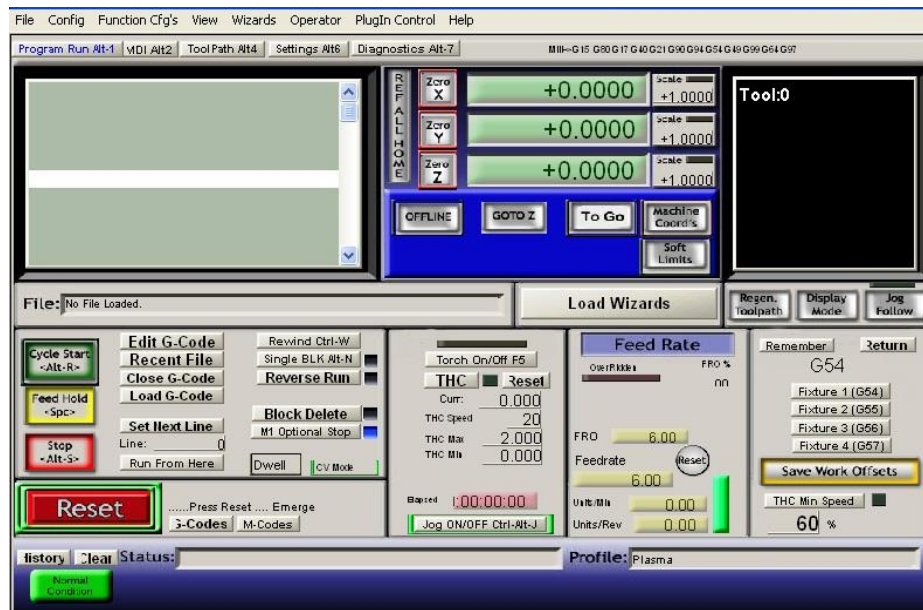 File Config Function Cfg's View Wizards Operator PlugIn Control Help
Program Run Alt-1 MDI Alt2 ToolPath Alt4 Settings Alt6 Diagnostics Alt-7 Mill->G15 G80 G17 G40 G21 G90 G94 G54 G49 G99 G64 G97
REF ALL HOME
Zero X +0.0000 Scale +1.0000
Zero Y +0.0000 Scale +1.0000
Zero Z +0.0000 Scale +1.0000
Tool:0
OFFLINE GOTO Z To Go Machine Coord's
Soft Limits
File: No File Loaded. Load Wizards Regen. Toolpath Display Mode Jog Follow
Cycle Start <Alt-R>
Feed Hold <Spc>
Stop <Alt-S>
Edit G-Code
Recent File
Close G-Code
Load G-Code
Set Next Line
Line: 0
Run From Here
Rewind Ctrl-W
Single BLK Alt-N
Reverse Run
Block Delete
M1 Optional Stop
Dwell CV Mode
Reset ......Press Reset .... Emerge
G-Codes M-Codes
Torch On/Off F5
THC Reset
Curr: 0.000
THC Speed 20
THC Max 2.000
THC Min 0.000
Elapsed 00:00:00
Jog ON/OFF Ctrl-Alt-J
Feed Rate
OverRidden FRO %
FRO 6.00
Feedrate Reset
6.00
Units/Min 0.00
Units/Rev 0.00
Remember Return
G54
Fixture 1 (G54)
Fixture 2 (G55)
Fixture 3 (G56)
Fixture 4 (G57)
Save Work Offsets
THC Min Speed
60 %
History Clear Status: Profile: Plasma
Normal Condition